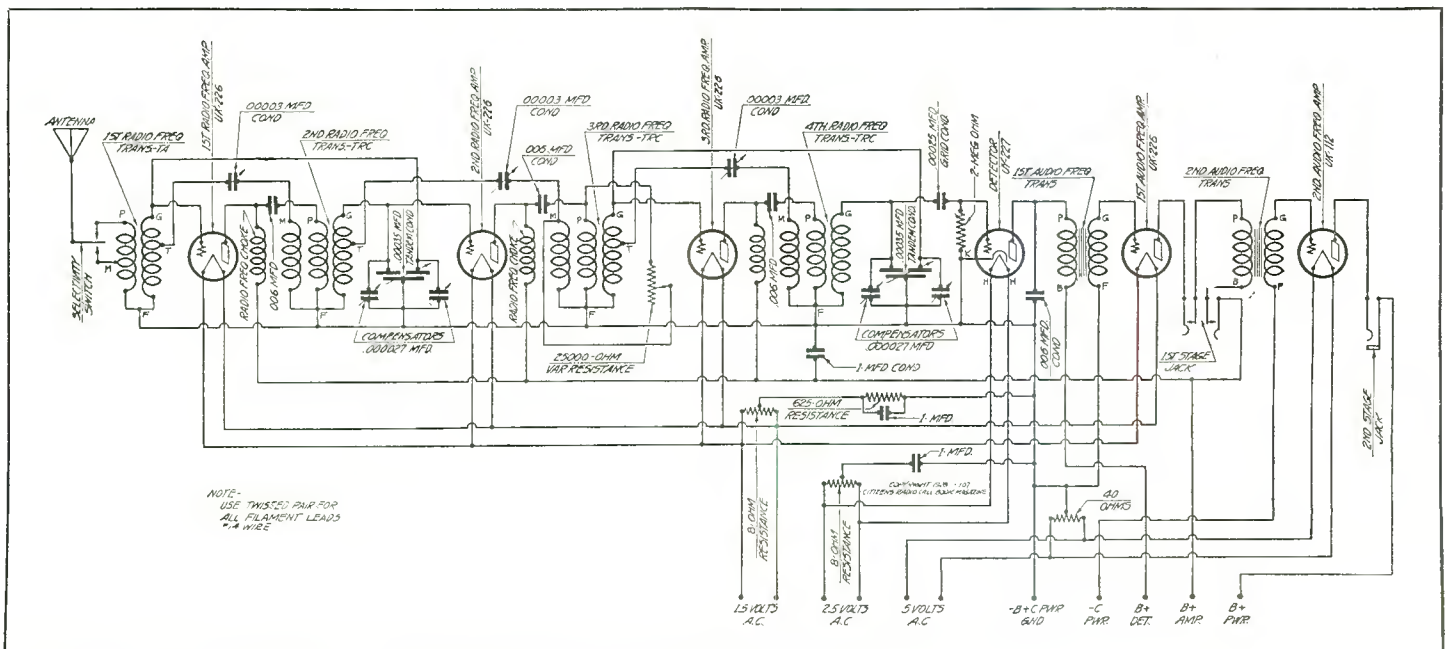 ANTENNA
SELECTIVITY
SWITCH
1ST RADIO FREQ
TRANS-TA
P
G
T
M
F
1ST RADIO FREQ. AMP
UX-226
.00003 MFD
COND
RADIO FREQ CHOKE
.006 MFD
2ND RADIO FREQ
TRANS.-TRC
M
P
G
T
F
.00035 MFD
TANDEM COND
COMPENSATORS
.000027 MFD.
2ND RADIO FREQ AMP
UX-226
.00003 MFD
COND
.006 MFD
COND
RADIO FREQ CHOKE
M
P
G
T
F
3RD RADIO FREQ
TRANS-TRC
25000-OHM
VAR RESISTANCE
3RD RADIO FREQ AMP
UX-226
.00003 MFD
COND
.006 MFD
M
P
G
F
4TH. RADIO FREQ
TRANS-TRC
.00035 MFD
TANDEM COND
COMPENSATORS
.000027 MFD
1-MFD COND
.00025 MFD
GRID COND.
2-MEG OHM
DETECTOR
UY-227
K
H
H
.006 MFD.
COND
1ST AUDIO FREQ
TRANS
P
G
B
F
1ST AUDIO FREQ AMP
UX-226
1ST STAGE
JACK
2ND AUDIO FREQ
TRANS
P
G
B
F
2ND AUDIO FREQ AMP
UX-112
2ND STAGE
JACK
625-OHM
RESISTANCE
1-MFD.
1-MFD.
8-OHM
RESISTANCE
8-OHM
RESISTANCE
CITIZENS RADIO CALL BOOK MAGAZINE
40
OHMS
NOTE-
USE TWISTED PAIR FOR
ALL FILAMENT LEADS
WIRE
1.5 VOLTS
A.C.
2.5 VOLTS
A.C
5 VOLTS
A.C
-B+C PWR
GND
-C
PWR.
B+
DET.
B+
AMP.
B+
PWR.